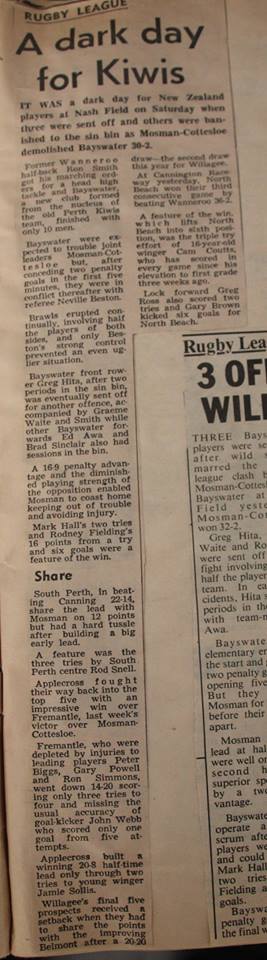 RUGBY LEAGUE
A dark day
for Kiwis
IT WAS a dark day for New Zealand
players at Nash Field on Saturday when
three were sent off and others were ban-
ished to the sin bin as Mosman-Cottesloe
demolished Bayswater 30-2.
Former Wanneroo
half-back Ron Smith
got his marching ord-
ers for a head high
tackle and Bayswater,
a new club formed
from the nucleus of
the old Perth Kiwis
team, finished with
only 10 men.
Bayswater were ex-
pected to trouble joint
leaders Mosman-Cot-
tesloe but, after
conceding two penalty
goals in the first five
minutes, they were in
conflict thereafter with
referee Neville Beston.
Brawls erupted con-
tinually, involving half
the players of both
sides, and only Bes-
ton's strong control
prevented an even ug-
lier situation.
Bayswater front row-
er Greg Hita, after two
periods in the sin bin,
was eventually sent off
for another offence, ac-
companied by Graeme
Waite and Smith while
other Bayswater for-
wards Ed Awa and
Brad Sinclair also had
sessions in the bin.
A 16-9 penalty advan-
tage and the diminish-
ed playing strength of
the opposition enabled
Mosman to coast home
keeping out of trouble
and avoiding injury.
Mark Hall's two tries
and Rodney Fielding's
16 points from a try
and six goals were a
feature of the win.
Share
South Perth, in beat-
ing Canning 22-14,
share the lead with
Mosman on 12 points
but had a hard tussle
after building a big
early lead.
A feature was the
three tries by South
Perth centre Rod Snell.
Applecross fought
their way back into the
top five with an
impressive win over
Fremantle, last week's
victor over Mosman-
Cottesloe.
Fremantle, who were
depleted by injuries to
leading players Peter
Biggs, Gary Powell
and Ron Simmons,
went down 14-20 scor-
ing only three tries to
four and missing the
usual accuracy of
goal-kicker John Webb
who scored only one
goal from five at-
tempts.
Applecross built a
winning 20-8 half-time
lead only through two
tries to young winger
Jamie Sollis.
Willagee's final five
prospects received a
setback when they had
to share the points
with the improving
Belmont after a 20-20
draw—the second draw
this year for Willagee.
At Cannington Race-
way yesterday, North
Beach won their third
consecutive game by
beating Wanneroo 36-2.
A feature of the win,
which lifts North
Beach into sixth posi-
tion, was the triple try
effort of 16-year-old
winger Cam Coutts,
who has scored in
every game since his
elevation to first grade
three weeks ago.
Lock forward Greg
Ross also scored two
tries and Gary Brown
kicked six goals for
North Beach.
Rugby Lea
3 OF
WIL
THREE Bays
players were se
after wild
marred the
league clash
Mosman-Cottes
Bayswater at
Field yester
Mosman-Co
won 32-2.
Greg Hita,
Waite and Ro
were sent off
fight involving
half the player
team. In ea
cidents, Hita s
periods in the
with team-m
Awa.
Bayswate
elementary er
the start and
two penalty g
opening five
But they
Mosman for
before their
apart.
Mosman
lead at hal
were well or
second h
superior sp
by a two
vantage.
Bayswate
operate a
scrum afte
players we
and could
Mark Hall
two tries
Fielding a
goals.
Baysw
penalty g
the final